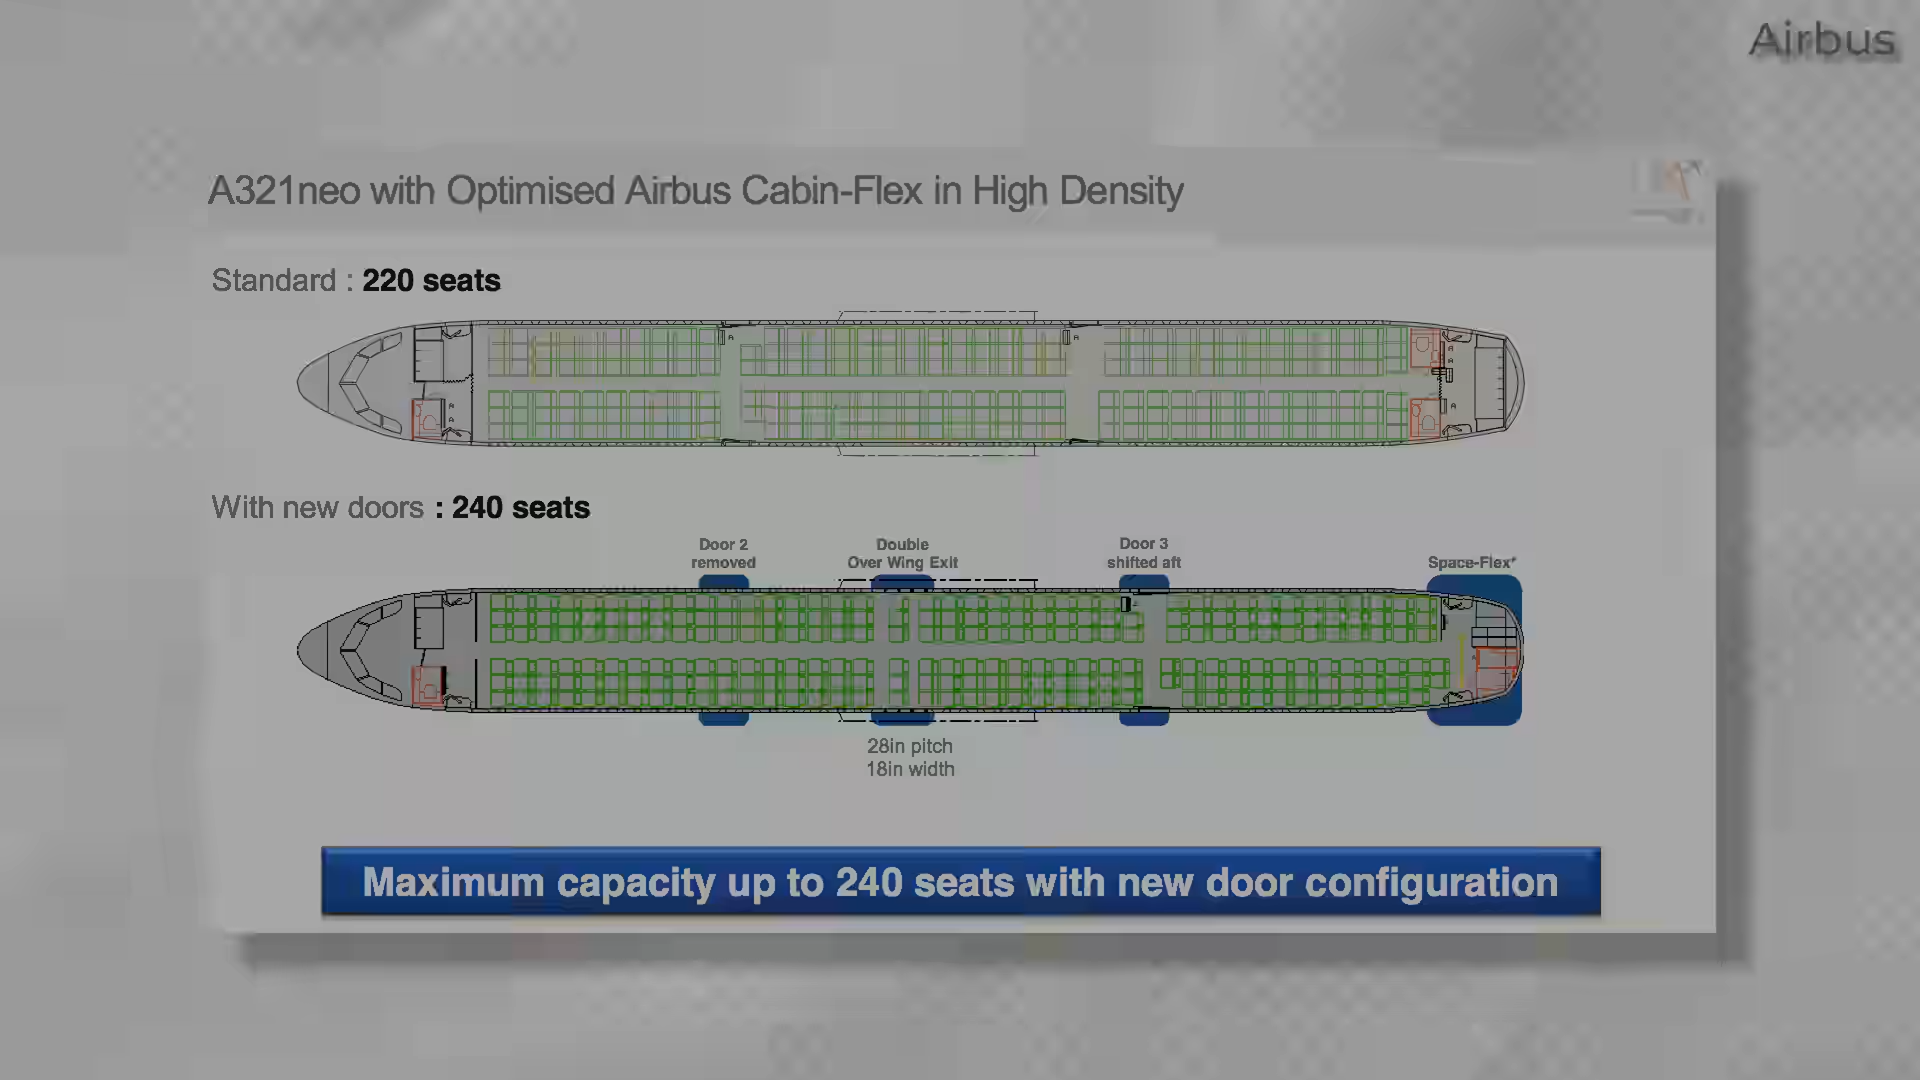 Airbus
A321neo with Optimised Airbus Cabin-Flex in High Density
Standard : 220 seats
A
A
A
A
A
A
A
With new doors : 240 seats
Door 2
removed
Double
Over Wing Exit
Door 3
shifted aft
Space-Flex*
28in pitch
18in width
Maximum capacity up to 240 seats with new door configuration